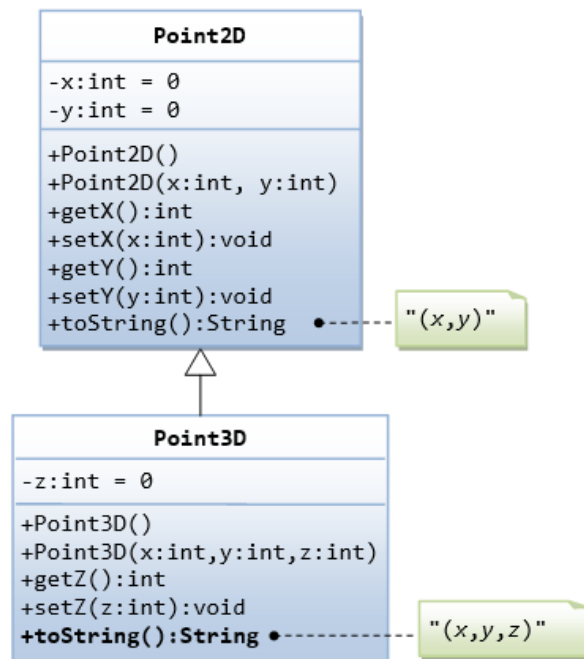 Point2D
-x:int = 0
-y:int = 0
+Point2D()
+Point2D(x:int, y:int)
+getX():int
+setX(x:int):void
+getY():int
+setY(y:int):void
+toString():String
"(x,y)"
Point3D
-z:int = 0
+Point3D()
+Point3D(x:int,y:int,z:int)
+getZ():int
+setZ(z:int):void
+toString():String
"(x,y,z)"